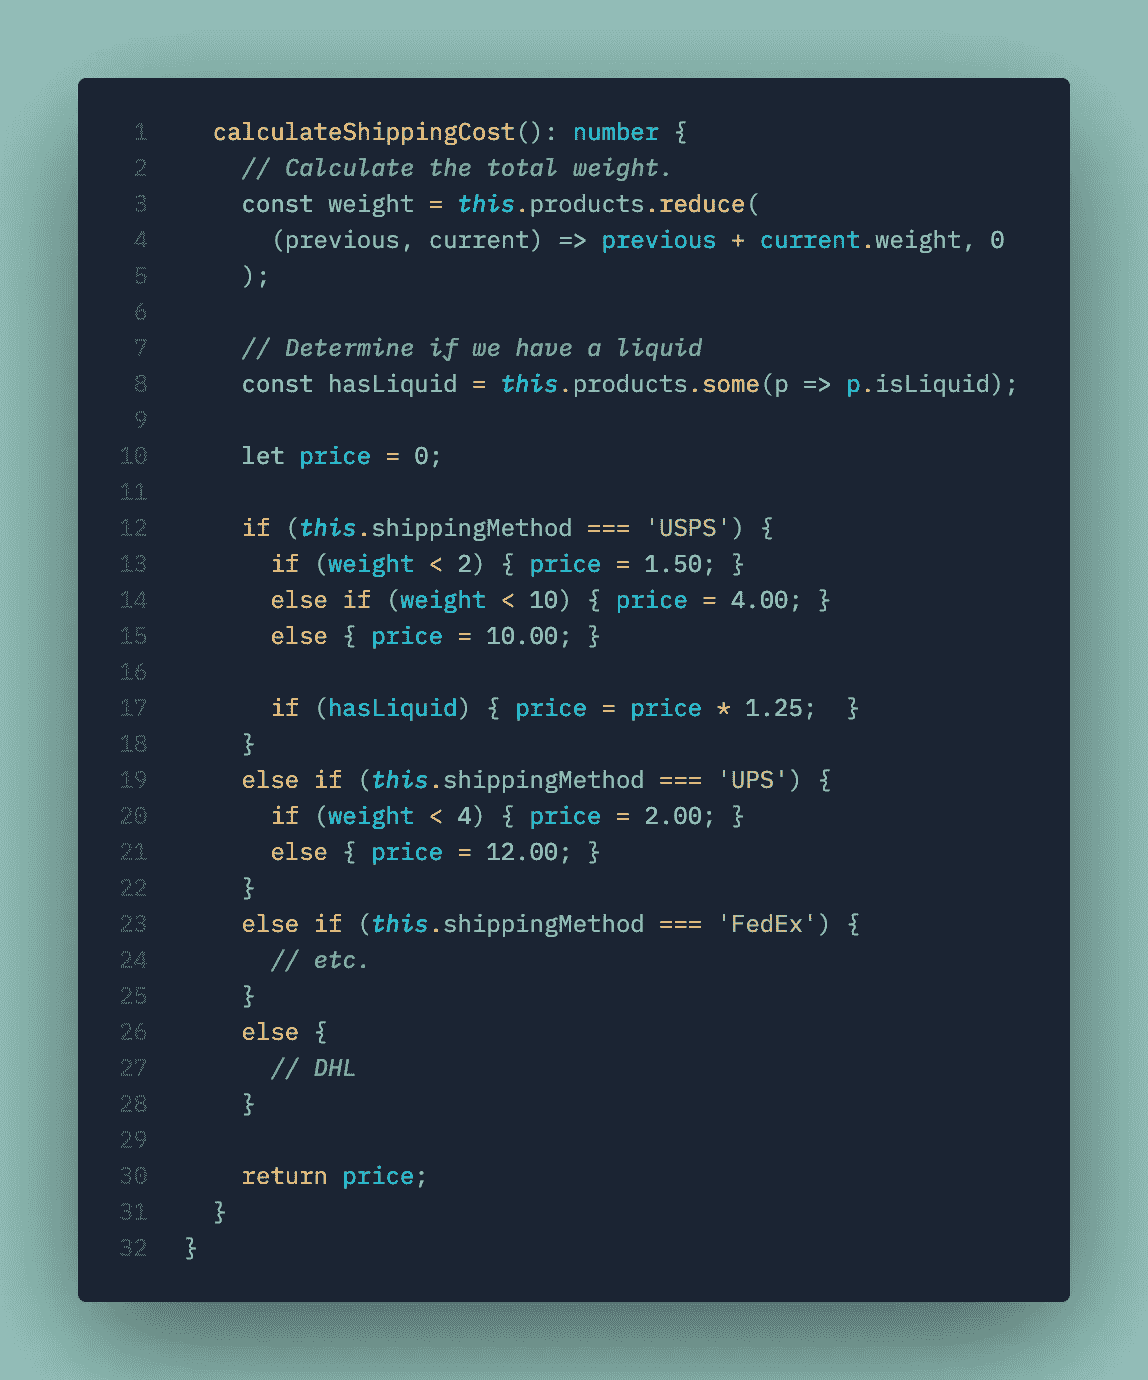 1 calculateShippingCost(): number {
2 // Calculate the total weight.
3 const weight = this.products.reduce(
4 (previous, current) => previous + current.weight, 0
5 );
6
7 // Determine if we have a liquid
8 const hasLiquid = this.products.some(p => p.isLiquid);
9
10 let price = 0;
11
12 if (this.shippingMethod === 'USPS') {
13 if (weight < 2) { price = 1.50; }
14 else if (weight < 10) { price = 4.00; }
15 else { price = 10.00; }
16
17 if (hasLiquid) { price = price * 1.25;  }
18 }
19 else if (this.shippingMethod === 'UPS') {
20 if (weight < 4) { price = 2.00; }
21 else { price = 12.00; }
22 }
23 else if (this.shippingMethod === 'FedEx') {
24 // etc.
25 }
26 else {
27 // DHL
28 }
29
30 return price;
31 }
32 }